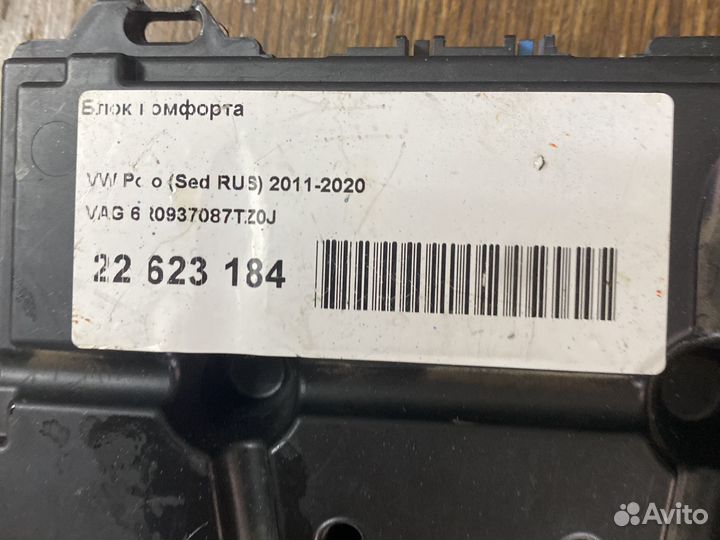 Блок комфорта
VW Polo (Sed RUS) 2011-2020
VAG 6R0937087TZ0J
22 623 184
Avito